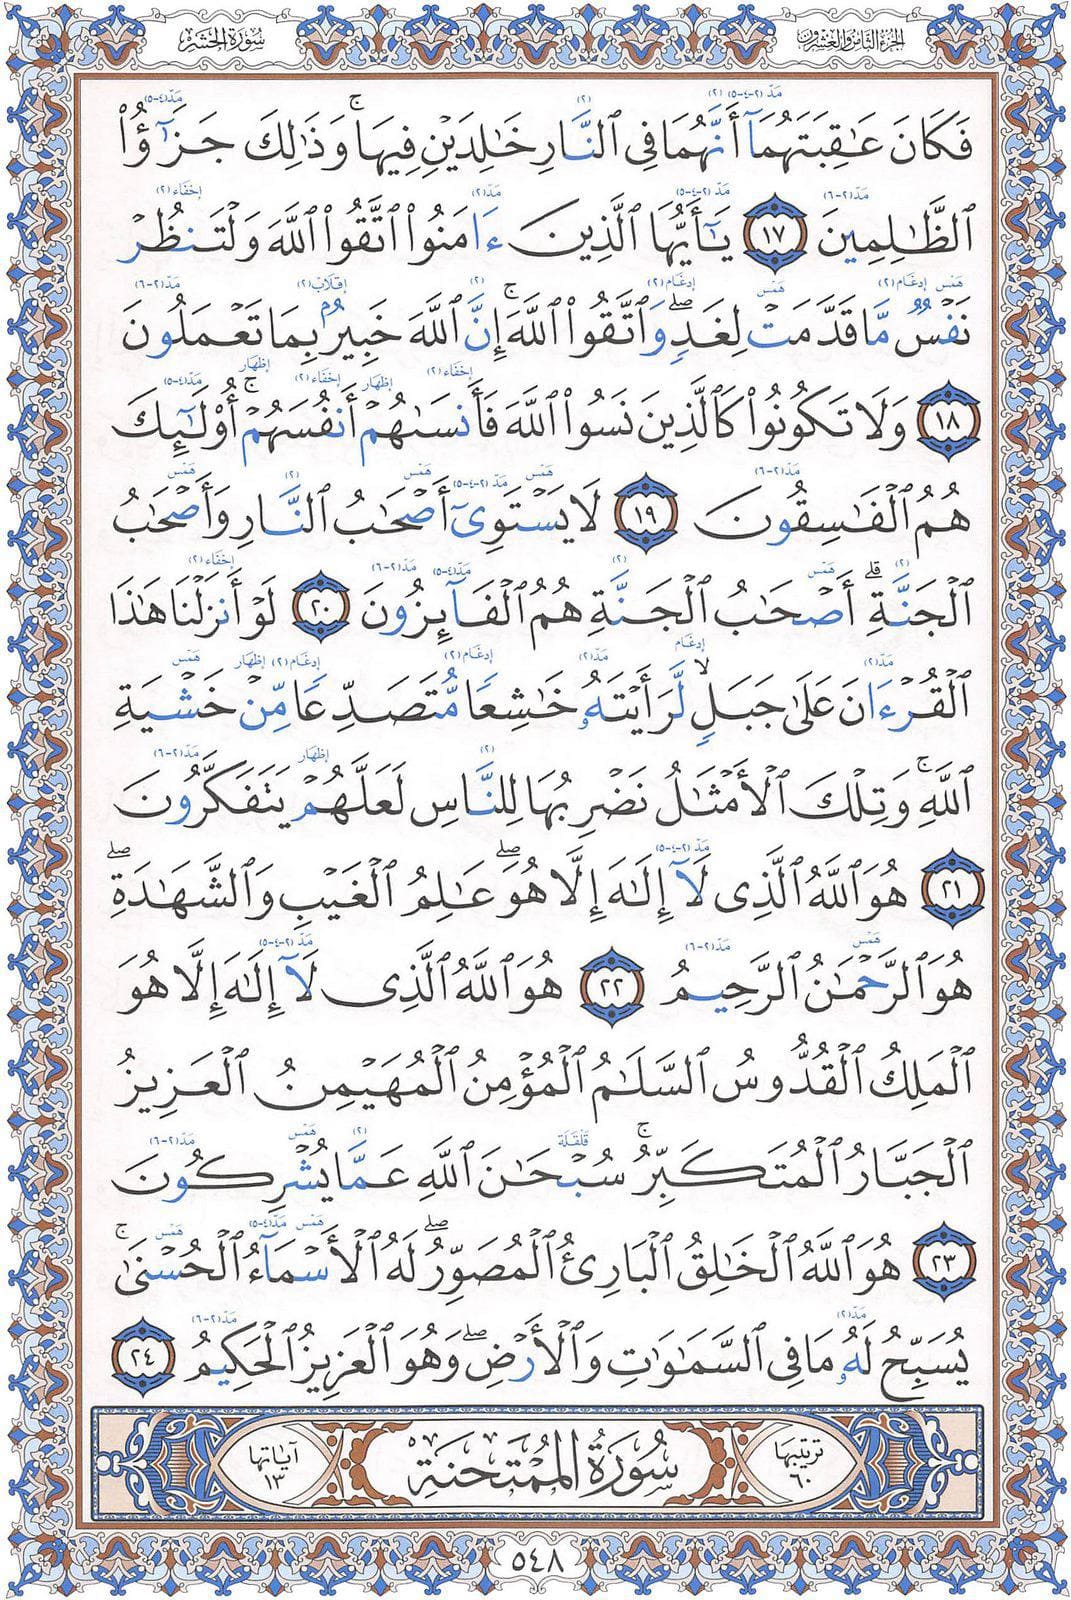 الجزء الثامن والعشرون
سورة الحشر
فَكَانَ عَـٰقِبَتَهُمَآ أَنَّهُمَا فِى ٱلنَّارِ خَـٰلِدَيْنِ فِيهَا ۚ وَذَٰلِكَ جَزَٰٓؤُا۟
ٱلظَّـٰلِمِينَ ١٧ يَـٰٓأَيُّهَا ٱلَّذِينَ ءَامَنُوا۟ ٱتَّقُوا۟ ٱللَّهَ وَلْتَنظُرْ
نَفْسٌ مَّا قَدَّمَتْ لِغَدٍ ۖ وَٱتَّقُوا۟ ٱللَّهَ ۚ إِنَّ ٱللَّهَ خَبِيرٌۢ بِمَا تَعْمَلُونَ
١٨ وَلَا تَكُونُوا۟ كَٱلَّذِينَ نَسُوا۟ ٱللَّهَ فَأَنسَىٰهُمْ أَنفُسَهُمْ ۚ أُو۟لَـٰٓئِكَ
هُمُ ٱلْفَـٰسِقُونَ ١٩ لَا يَسْتَوِىٓ أَصْحَـٰبُ ٱلنَّارِ وَأَصْحَـٰبُ
ٱلْجَنَّةِ ۚ أَصْحَـٰبُ ٱلْجَنَّةِ هُمُ ٱلْفَآئِزُونَ ٢٠ لَوْ أَنزَلْنَا هَـٰذَا
ٱلْقُرْءَانَ عَلَىٰ جَبَلٍ لَّرَأَيْتَهُۥ خَـٰشِعًا مُّتَصَدِّعًا مِّنْ خَشْيَةِ
ٱللَّهِ ۚ وَتِلْكَ ٱلْأَمْثَـٰلُ نَضْرِبُهَا لِلنَّاسِ لَعَلَّهُمْ يَتَفَكَّرُونَ
٢١ هُوَ ٱللَّهُ ٱلَّذِى لَآ إِلَـٰهَ إِلَّا هُوَ ۖ عَـٰلِمُ ٱلْغَيْبِ وَٱلشَّهَـٰدَةِ ۖ
هُوَ ٱلرَّحْمَـٰنُ ٱلرَّحِيمُ ٢٢ هُوَ ٱللَّهُ ٱلَّذِى لَآ إِلَـٰهَ إِلَّا هُوَ
ٱلْمَلِكُ ٱلْقُدُّوسُ ٱلسَّلَـٰمُ ٱلْمُؤْمِنُ ٱلْمُهَيْمِنُ ٱلْعَزِيزُ
ٱلْجَبَّارُ ٱلْمُتَكَبِّرُ ۚ سُبْحَـٰنَ ٱللَّهِ عَمَّا يُشْرِكُونَ
٢٣ هُوَ ٱللَّهُ ٱلْخَـٰلِقُ ٱلْبَارِئُ ٱلْمُصَوِّرُ ۖ لَهُ ٱلْأَسْمَآءُ ٱلْحُسْنَىٰ ۚ
يُسَبِّحُ لَهُۥ مَا فِى ٱلسَّمَـٰوَٰتِ وَٱلْأَرْضِ ۖ وَهُوَ ٱلْعَزِيزُ ٱلْحَكِيمُ ٢٤
ترتيبها ٦٠
سُورَةُ المُمْتَحنَةِ
آياتها ١٣
٥٤٨